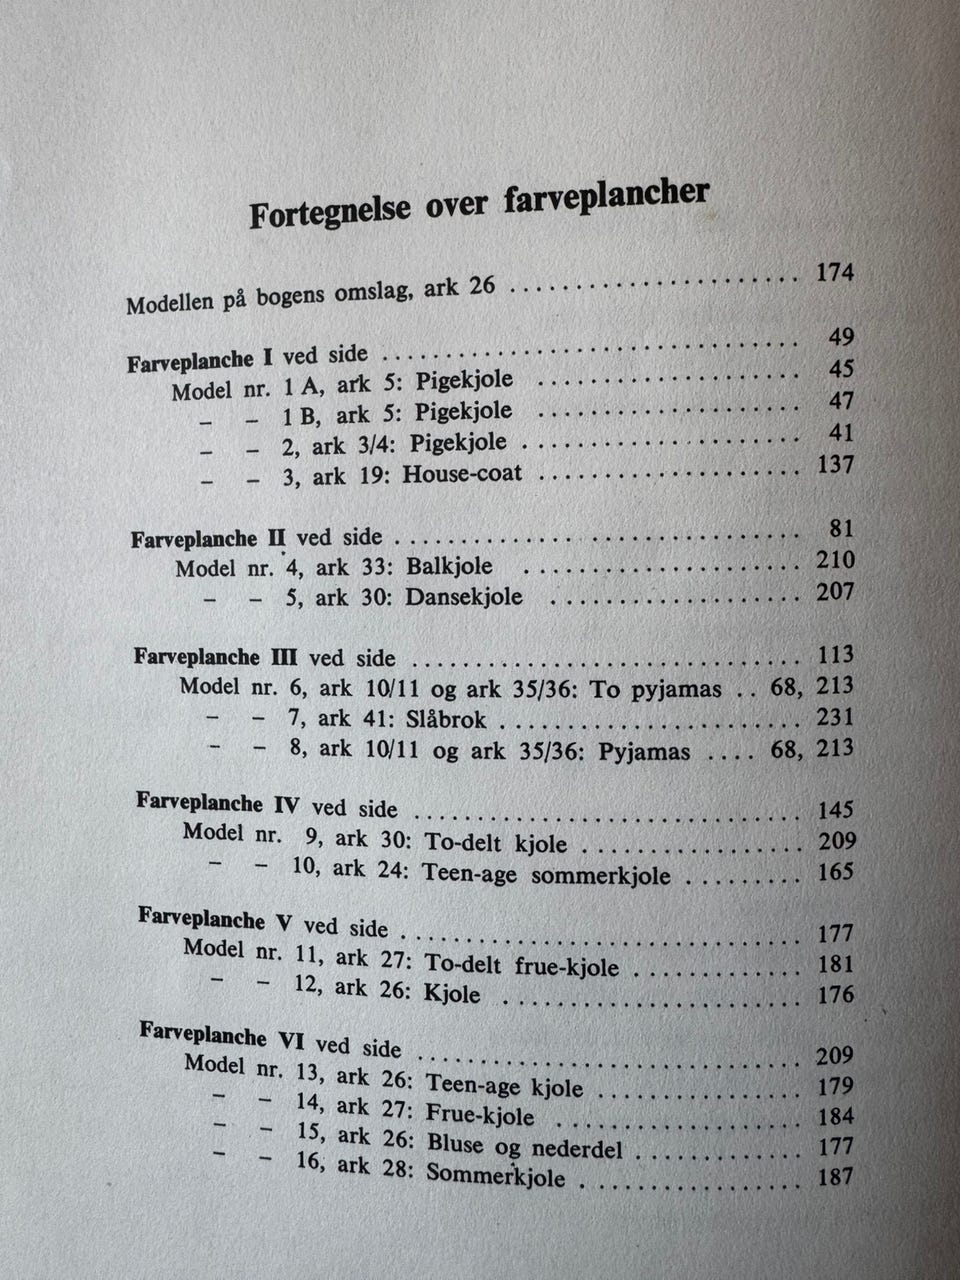 Fortegnelse over farveplancher
Modellen på bogens omslag, ark 26 ...................... 174
Farveplanche I ved side ................................ 49
Model nr. 1 A, ark 5: Pigekjole .................... 45
– – 1 B, ark 5: Pigekjole .................... 47
– – 2, ark 3/4: Pigekjole ..................... 41
– – 3, ark 19: House-coat .................... 137
Farveplanche II ved side ............................... 81
Model nr. 4, ark 33: Balkjole ..................... 210
– – 5, ark 30: Dansekjole ................... 207
Farveplanche III ved side .............................. 113
Model nr. 6, ark 10/11 og ark 35/36: To pyjamas .. 68, 213
– – 7, ark 41: Slåbrok ....................... 231
– – 8, ark 10/11 og ark 35/36: Pyjamas .... 68, 213
Farveplanche IV ved side .............................. 145
Model nr. 9, ark 30: To-delt kjole ................. 209
– – 10, ark 24: Teen-age sommerkjole ......... 165
Farveplanche V ved side ............................... 177
Model nr. 11, ark 27: To-delt frue-kjole ............. 181
– – 12, ark 26: Kjole ....................... 176
Farveplanche VI ved side .............................. 209
Model nr. 13, ark 26: Teen-age kjole ................ 179
– – 14, ark 27: Frue-kjole ................... 184
– – 15, ark 26: Bluse og nederdel ............. 177
– – 16, ark 28: Sommerkjole .................. 187